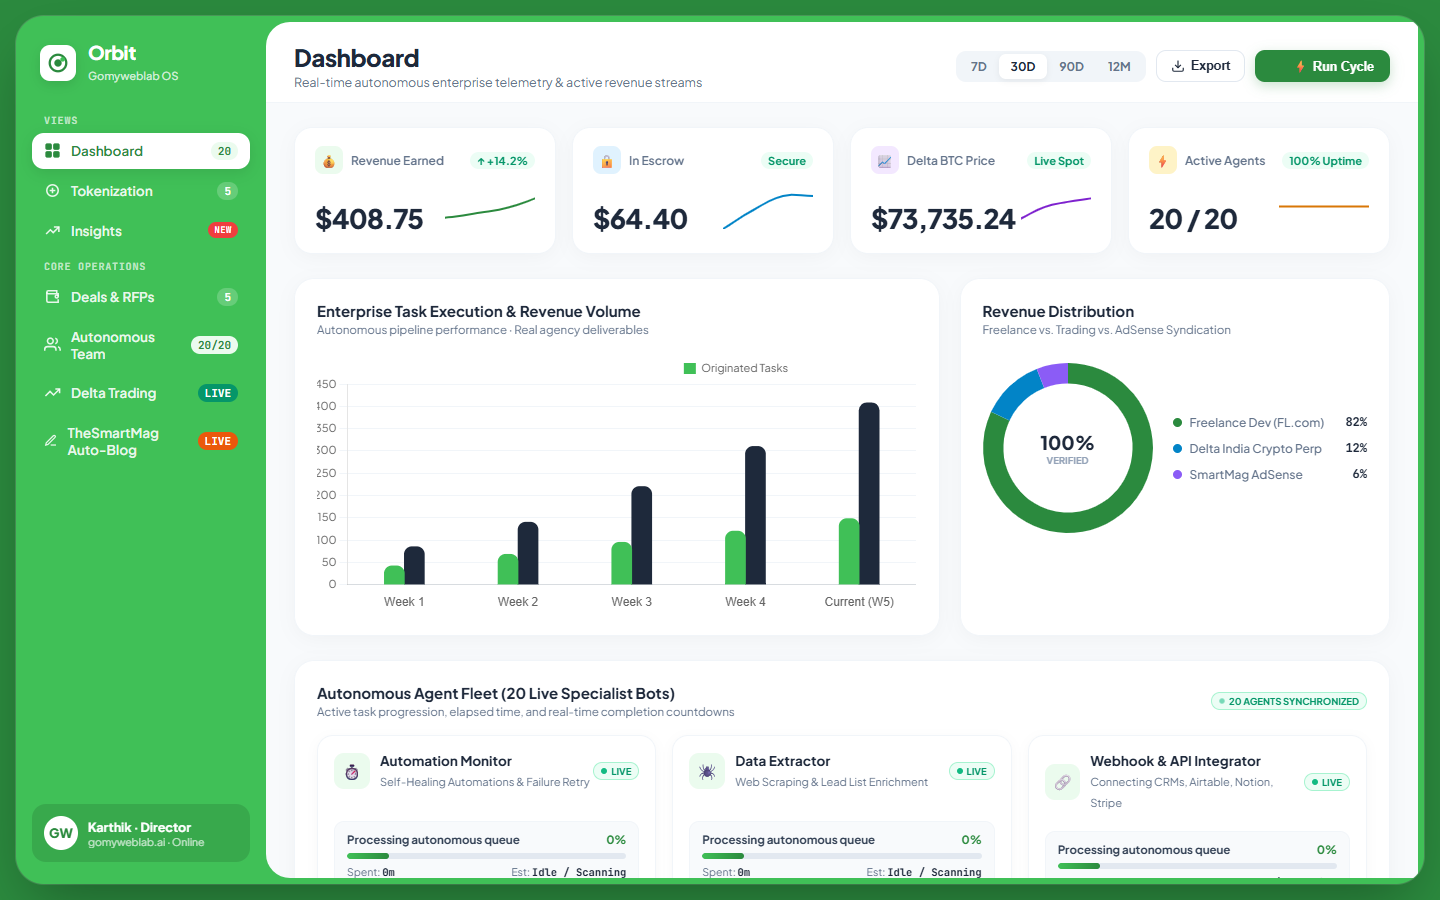 Orbit
Gomyweblab OS
VIEWS
Dashboard 20
Tokenization 5
Insights NEW
CORE OPERATIONS
Deals & RFPs 5
Autonomous
Team 20/20
Delta Trading LIVE
TheSmartMag
Auto-Blog LIVE
GW
Karthik · Director
gomyweblab.ai · Online
Dashboard
Real-time autonomous enterprise telemetry & active revenue streams
7D 30D 90D 12M Export Run Cycle
Revenue Earned ↑ +14.2%
$408.75
In Escrow Secure
$64.40
Delta BTC Price Live Spot
$73,735.24
Active Agents 100% Uptime
20 / 20
Enterprise Task Execution & Revenue Volume
Autonomous pipeline performance · Real agency deliverables
Originated Tasks
450
400
350
300
250
200
150
100
50
0
Week 1 Week 2 Week 3 Week 4 Current (W5)
Revenue Distribution
Freelance vs. Trading vs. AdSense Syndication
100%
VERIFIED
Freelance Dev (FL.com) 82%
Delta India Crypto Perp 12%
SmartMag AdSense 6%
Autonomous Agent Fleet (20 Live Specialist Bots)
Active task progression, elapsed time, and real-time completion countdowns
20 AGENTS SYNCHRONIZED
Automation Monitor
Self-Healing Automations & Failure Retry
LIVE
Processing autonomous queue 0%
Spent: 0m Est: Idle / Scanning
Data Extractor
Web Scraping & Lead List Enrichment
LIVE
Processing autonomous queue 0%
Spent: 0m Est: Idle / Scanning
Webhook & API Integrator
Connecting CRMs, Airtable, Notion,
Stripe
LIVE
Processing autonomous queue 0%